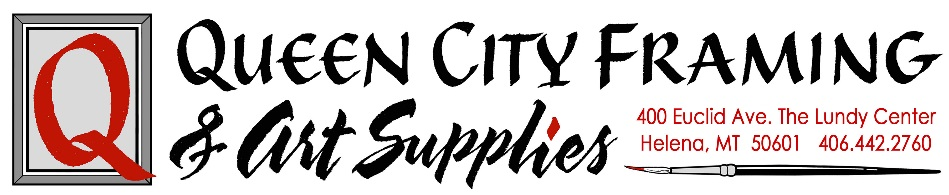 Q
QUEEN CITY FRAMING
& Art Supplies
400 Euclid Ave. The Lundy Center
Helena, MT 50601 406.442.2760